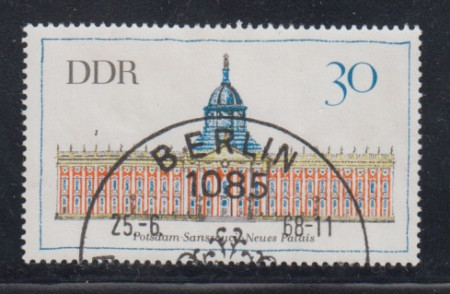 DDR 30
BERLIN
1085
25.-6. 68-11
Potsdam-Sanssouci Neues Palais